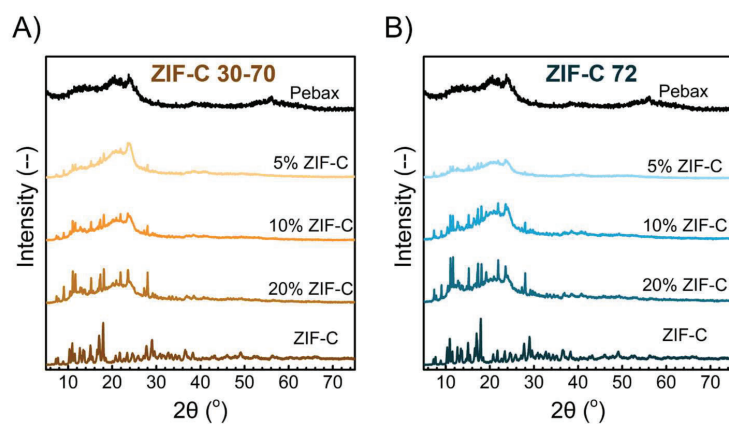 A)
ZIF-C 30-70
Pebax
5% ZIF-C
10% ZIF-C
20% ZIF-C
ZIF-C
Intensity (--)
10 20 30 40 50 60 70
2θ (°)
B)
ZIF-C 72
Pebax
5% ZIF-C
10% ZIF-C
20% ZIF-C
ZIF-C
Intensity (--)
10 20 30 40 50 60 70
2θ (°)